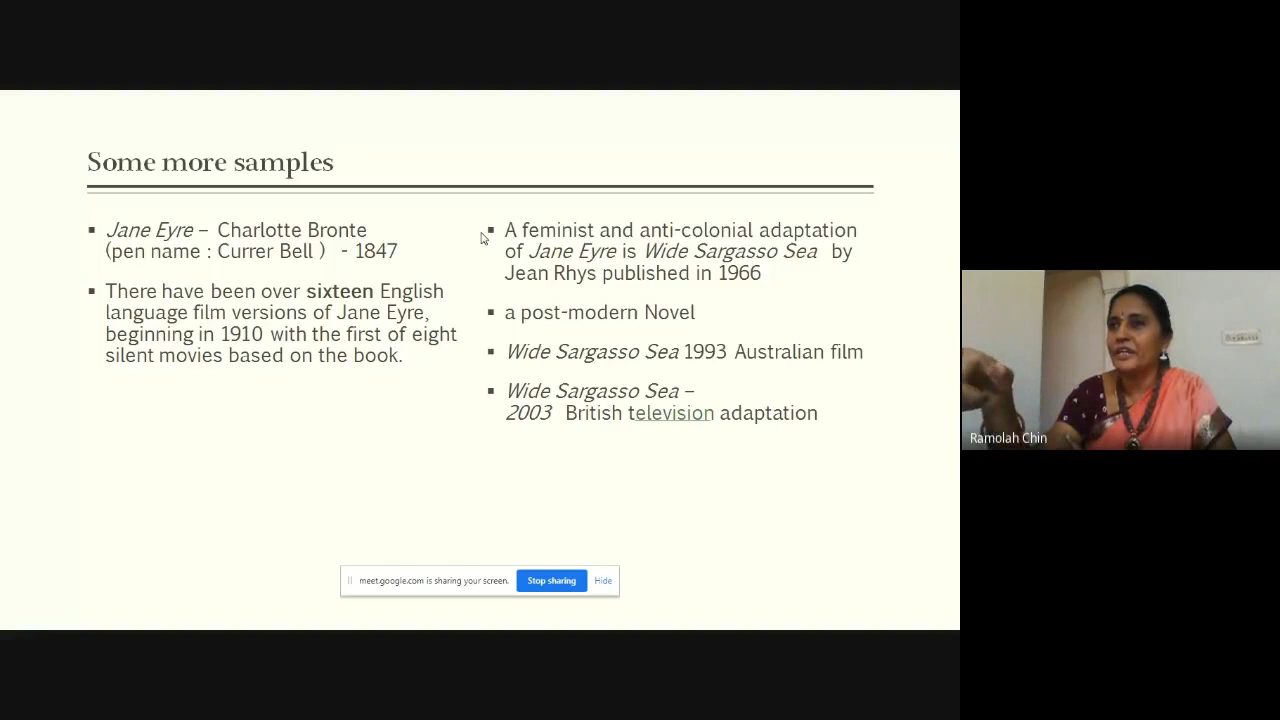 Some more samples
▪ Jane Eyre – Charlotte Bronte
(pen name : Currer Bell ) - 1847
▪ There have been over sixteen English
language film versions of Jane Eyre,
beginning in 1910 with the first of eight
silent movies based on the book.
▪ A feminist and anti-colonial adaptation
of Jane Eyre is Wide Sargasso Sea by
Jean Rhys published in 1966
▪ a post-modern Novel
▪ Wide Sargasso Sea 1993 Australian film
▪ Wide Sargasso Sea –
2003 British television adaptation
meet.google.com is sharing your screen. Stop sharing Hide
Ramolah Chin